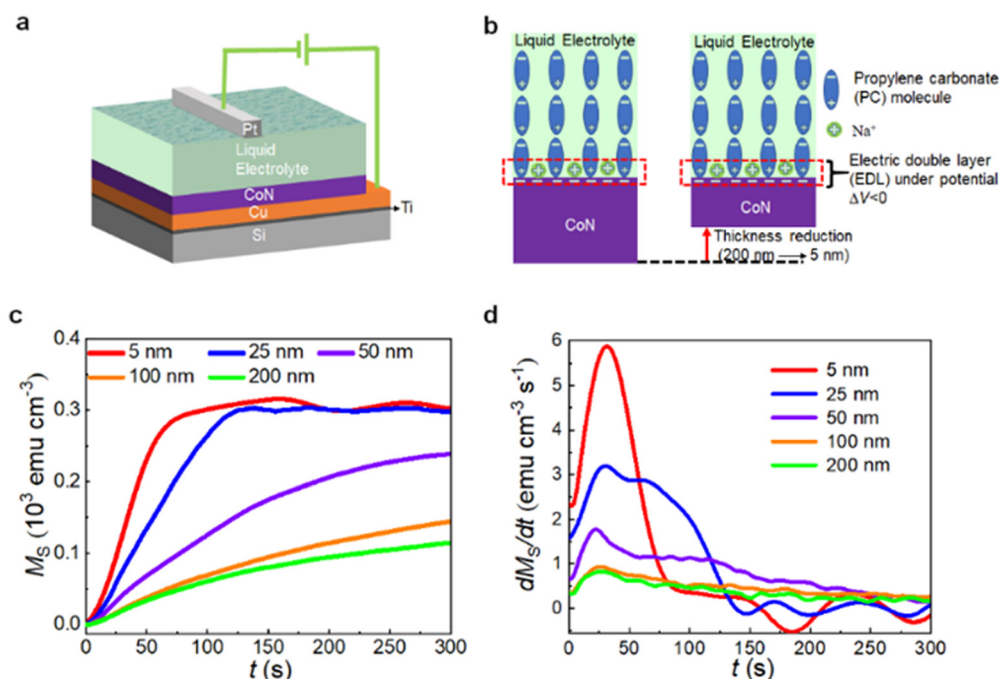 a
Pt
Liquid
Electrolyte
CoN
Cu
Ti
Si
b
Liquid Electrolyte
Liquid Electrolyte
Propylene carbonate
(PC) molecule
Na⁺
Electric double layer
(EDL) under potential
ΔV<0
CoN
CoN
Thickness reduction
(200 nm → 5 nm)
c
0.4
0.3
0.2
0.1
0.0
M_S (10³ emu cm⁻³)
5 nm 25 nm 50 nm
100 nm 200 nm
0 50 100 150 200 250 300
t (s)
d
6
5
4
3
2
1
0
dM_S/dt (emu cm⁻³ s⁻¹)
5 nm
25 nm
50 nm
100 nm
200 nm
0 50 100 150 200 250 300
t (s)